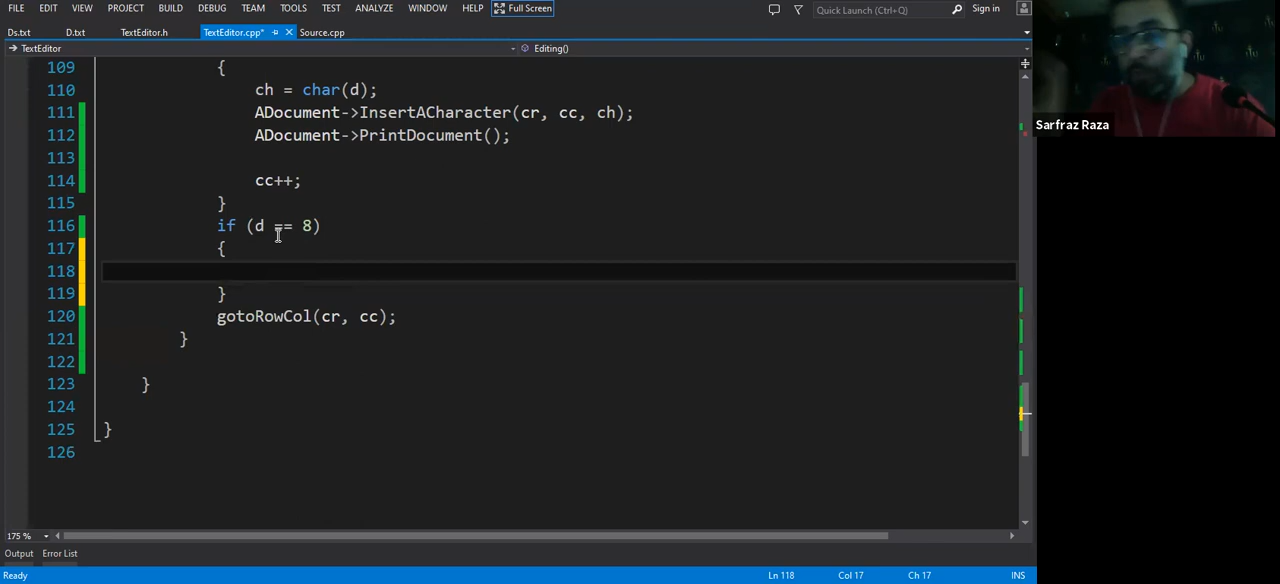 FILE EDIT VIEW PROJECT BUILD DEBUG TEAM TOOLS TEST ANALYZE WINDOW HELP Full Screen Quick Launch (Ctrl+Q) Sign in
Ds.txt D.txt TextEditor.h TextEditor.cpp* Source.cpp
TextEditor Editing()
109 {
110 ch = char(d);
111 ADocument->InsertACharacter(cr, cc, ch);
112 ADocument->PrintDocument();
113
114 cc++;
115 }
116 if (d == 8)
117 {
118
119 }
120 gotoRowCol(cr, cc);
121 }
122
123 }
124
125 }
126
175 %
Output Error List
Ready Ln 118 Col 17 Ch 17 INS
Sarfraz Raza